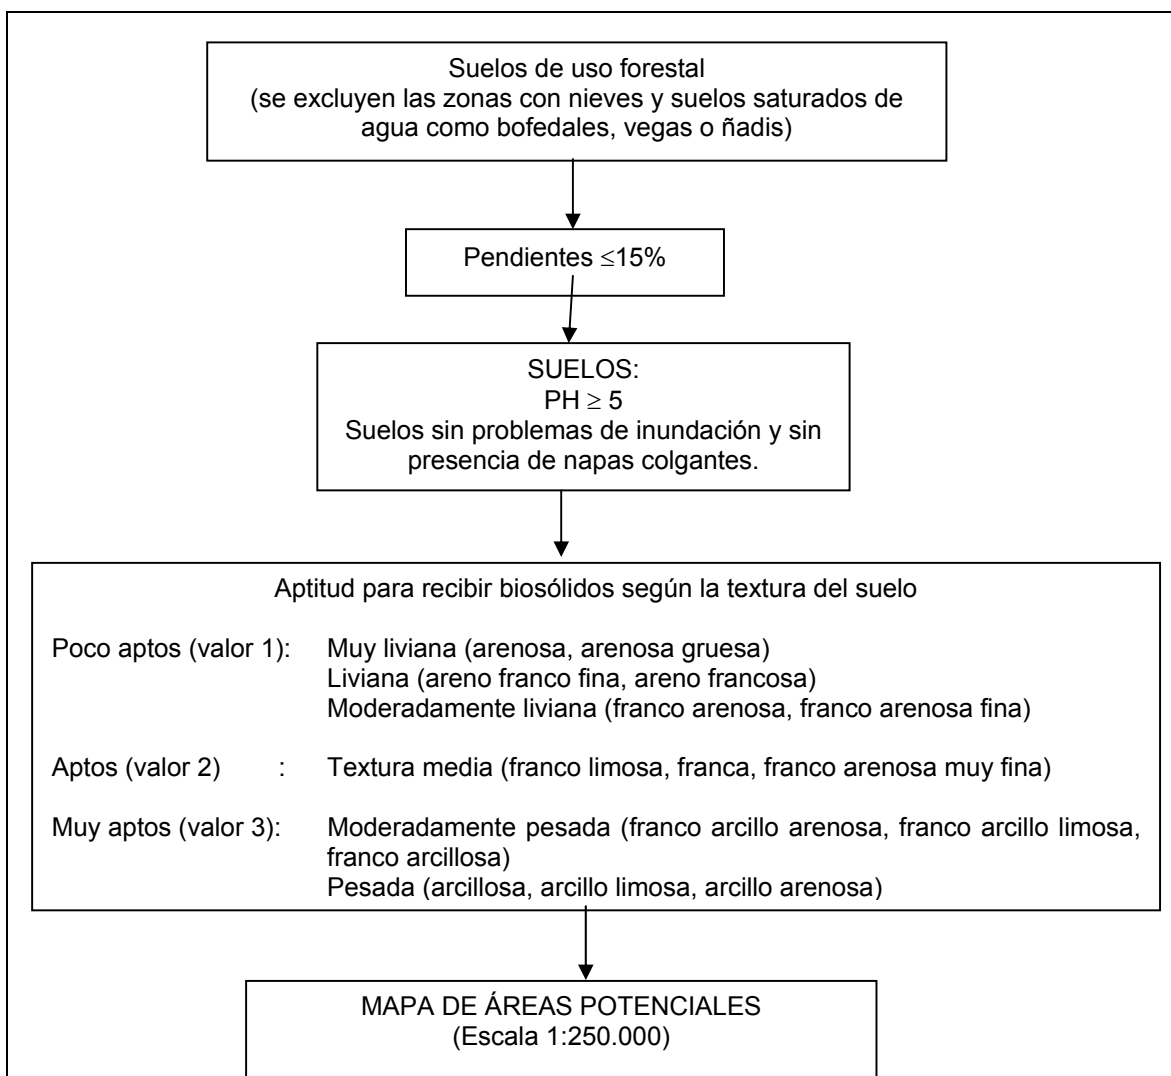 Suelos de uso forestal
(se excluyen las zonas con nieves y suelos saturados de
agua como bofedales, vegas o ñadis)
Pendientes ≤15%
SUELOS:
PH ≥ 5
Suelos sin problemas de inundación y sin
presencia de napas colgantes.
Aptitud para recibir biosólidos según la textura del suelo
Poco aptos (valor 1): Muy liviana (arenosa, arenosa gruesa)
Liviana (areno franco fina, areno francosa)
Moderadamente liviana (franco arenosa, franco arenosa fina)
Aptos (valor 2) : Textura media (franco limosa, franca, franco arenosa muy fina)
Muy aptos (valor 3): Moderadamente pesada (franco arcillo arenosa, franco arcillo limosa,
franco arcillosa)
Pesada (arcillosa, arcillo limosa, arcillo arenosa)
MAPA DE ÁREAS POTENCIALES
(Escala 1:250.000)